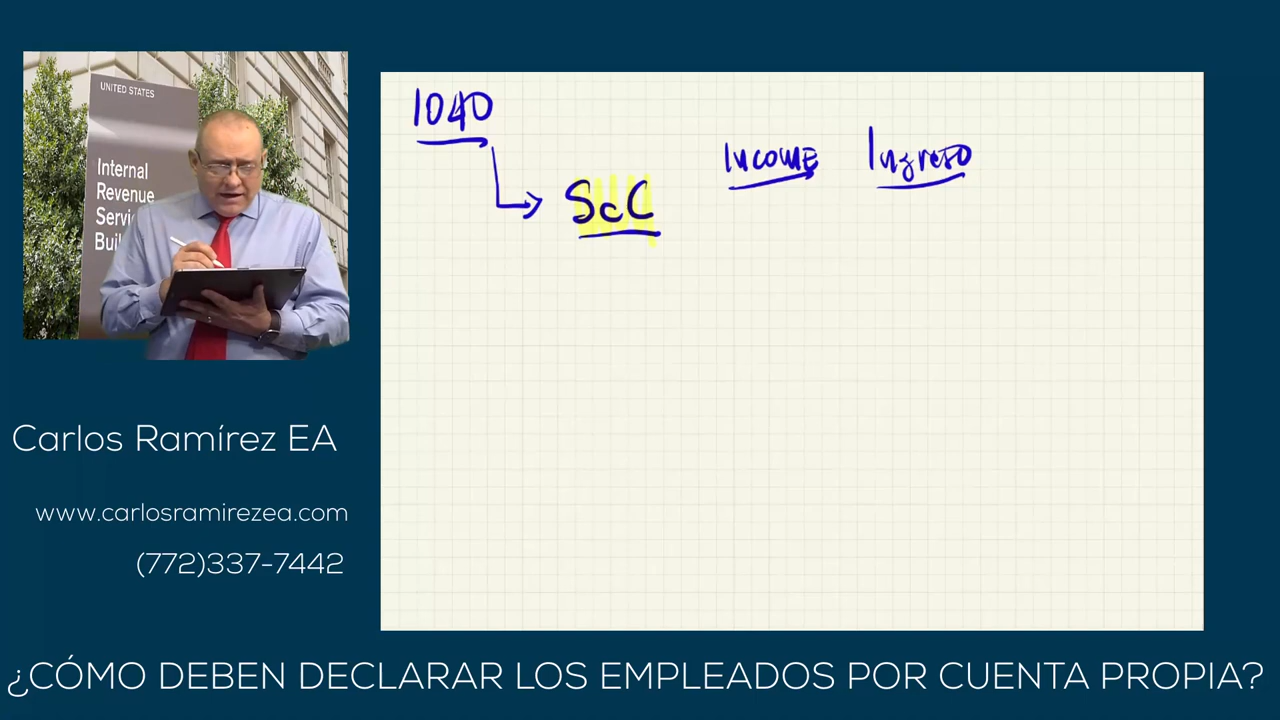 UNITED STATES
Internal
Revenue
Servi
Buil
1040
Income Ingreso
ScC
Carlos Ramírez EA
www.carlosramirezea.com
(772)337-7442
¿CÓMO DEBEN DECLARAR LOS EMPLEADOS POR CUENTA PROPIA?